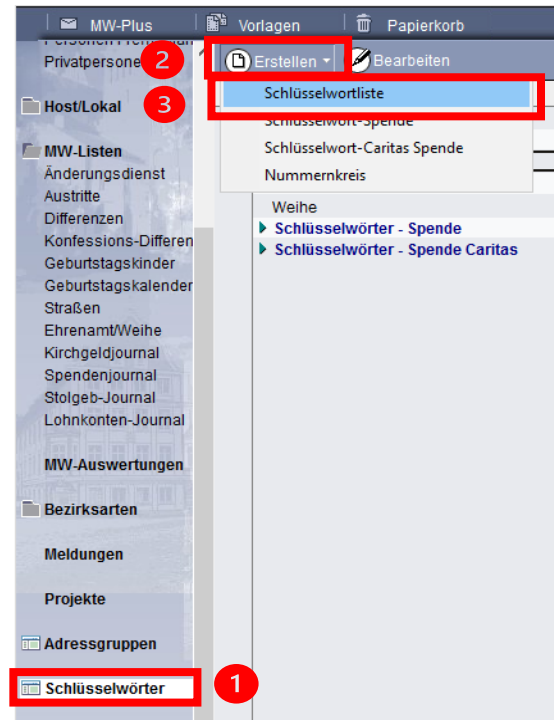 MW-Plus Vorlagen Papierkorb
Privatpersone 2 Erstellen Bearbeiten
3 Schlüsselwortliste
Host/Lokal
Schlüsselwort-Spende
MW-Listen Schlüsselwort-Caritas Spende
Änderungsdienst Nummernkreis
Austritte
Weihe
Differenzen Schlüsselwörter - Spende
Konfessions-Differen Schlüsselwörter - Spende Caritas
Geburtstagskinder
Geburtstagskalender
Straßen
Ehrenamt/Weihe
Kirchgeldjournal
Spendenjournal
Stolgeb-Journal
Lohnkonten-Journal
MW-Auswertungen
Bezirksarten
Meldungen
Projekte
Adressgruppen
Schlüsselwörter 1